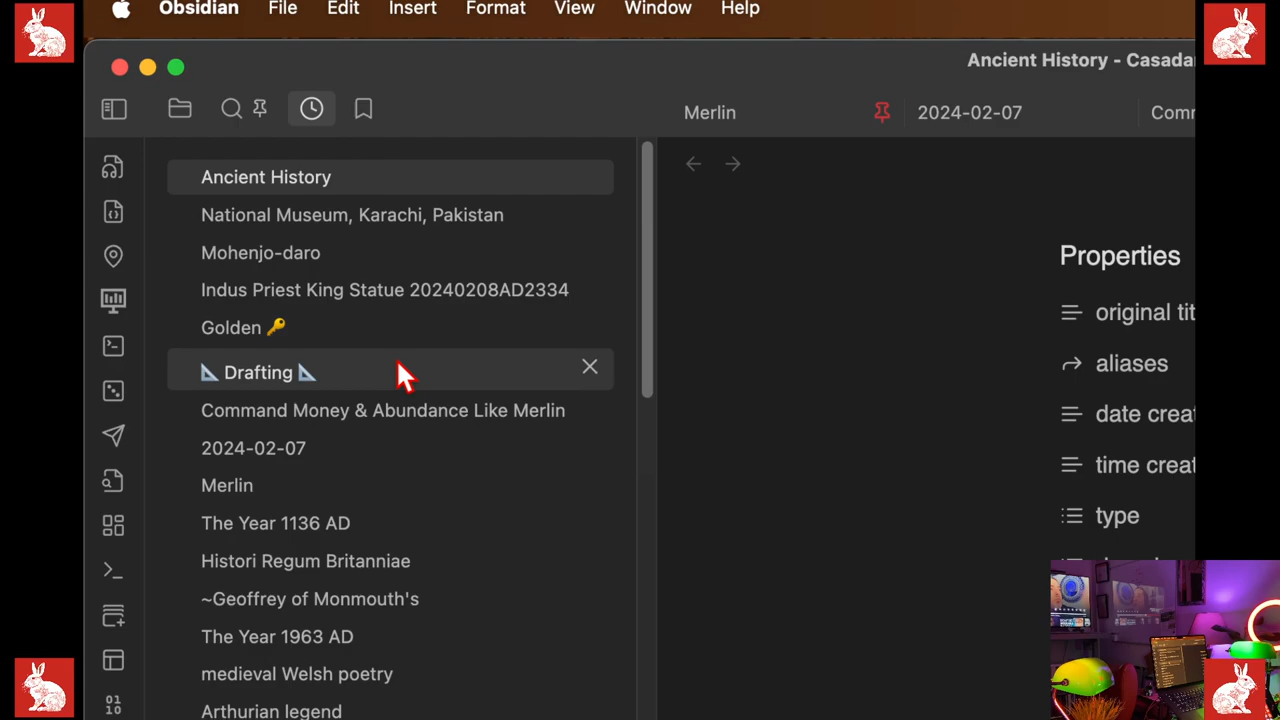 Obsidian File Edit Insert Format View Window Help
Ancient History - Casada
Merlin 2024-02-07 Com
Ancient History
National Museum, Karachi, Pakistan
Mohenjo-daro
Indus Priest King Statue 20240208AD2334
Golden 🔑
📐 Drafting 📐
Command Money & Abundance Like Merlin
2024-02-07
Merlin
The Year 1136 AD
Histori Regum Britanniae
~Geoffrey of Monmouth's
The Year 1963 AD
medieval Welsh poetry
Arthurian legend
Properties
original tit
aliases
date creat
time creat
type